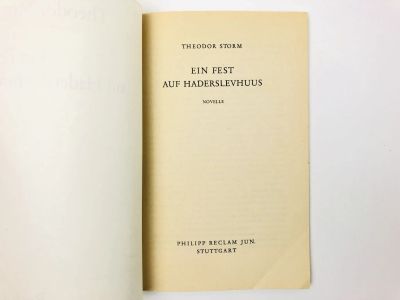 THEODOR STORM
EIN FEST
AUF HADERSLEVHUUS
NOVELLE
PHILIPP RECLAM JUN.
STUTTGART